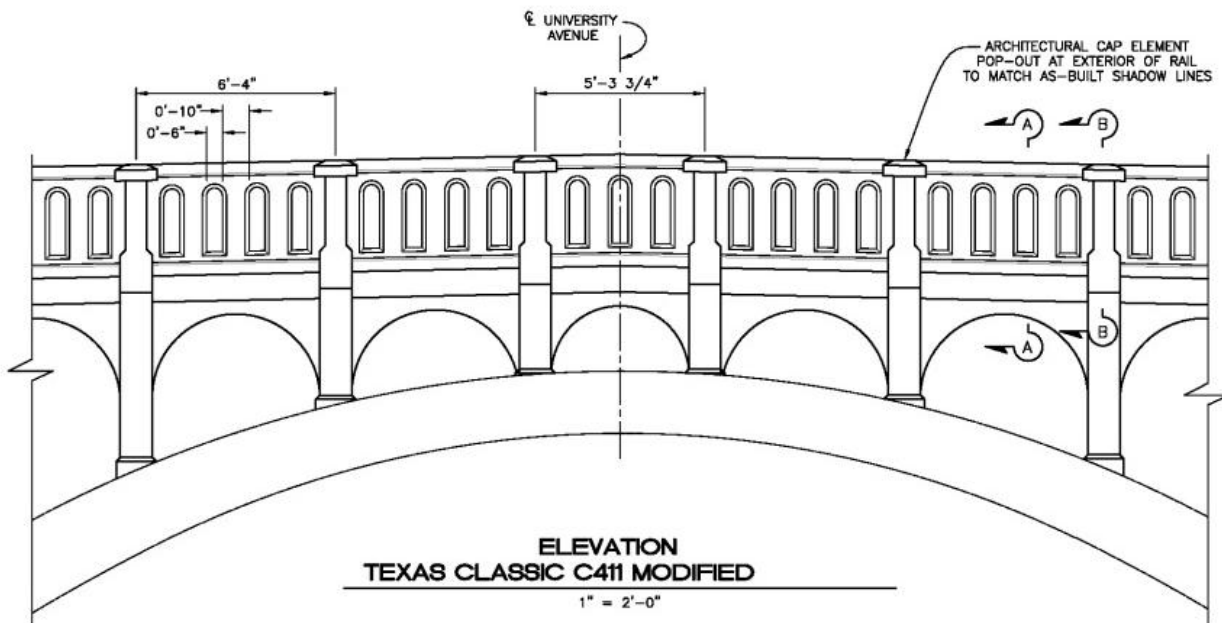 ℄ UNIVERSITY
AVENUE
ARCHITECTURAL CAP ELEMENT
POP-OUT AT EXTERIOR OF RAIL
TO MATCH AS-BUILT SHADOW LINES
6'-4"
5'-3 3/4"
0'-10"
0'-6"
A
B
A
B
ELEVATION
TEXAS CLASSIC C411 MODIFIED
1" = 2'-0"